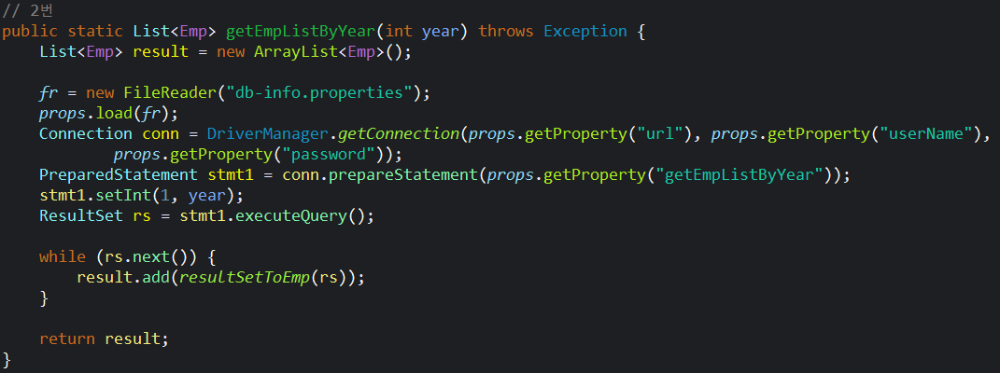 // 2번
public static List<Emp> getEmpListByYear(int year) throws Exception {
List<Emp> result = new ArrayList<Emp>();
fr = new FileReader("db-info.properties");
props.load(fr);
Connection conn = DriverManager.getConnection(props.getProperty("url"), props.getProperty("userName"),
props.getProperty("password"));
PreparedStatement stmt1 = conn.prepareStatement(props.getProperty("getEmpListByYear"));
stmt1.setInt(1, year);
ResultSet rs = stmt1.executeQuery();
while (rs.next()) {
result.add(resultSetToEmp(rs));
}
return result;
}